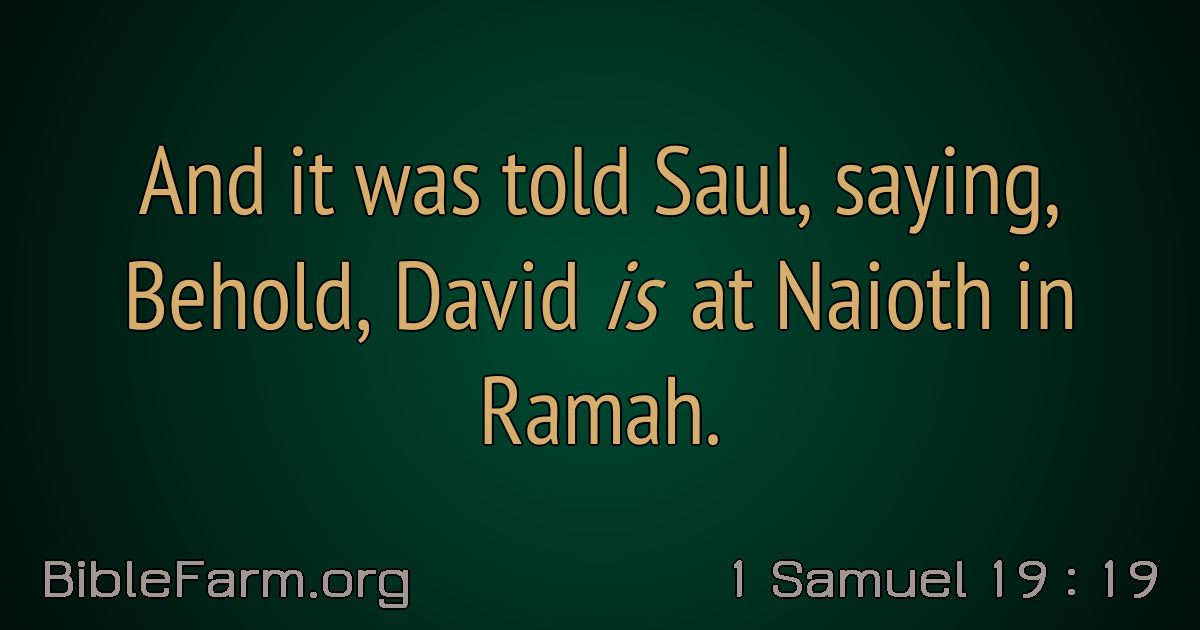 And it was told Saul, saying,
Behold, David is at Naioth in
Ramah.
BibleFarm.org
1 Samuel 19 : 19